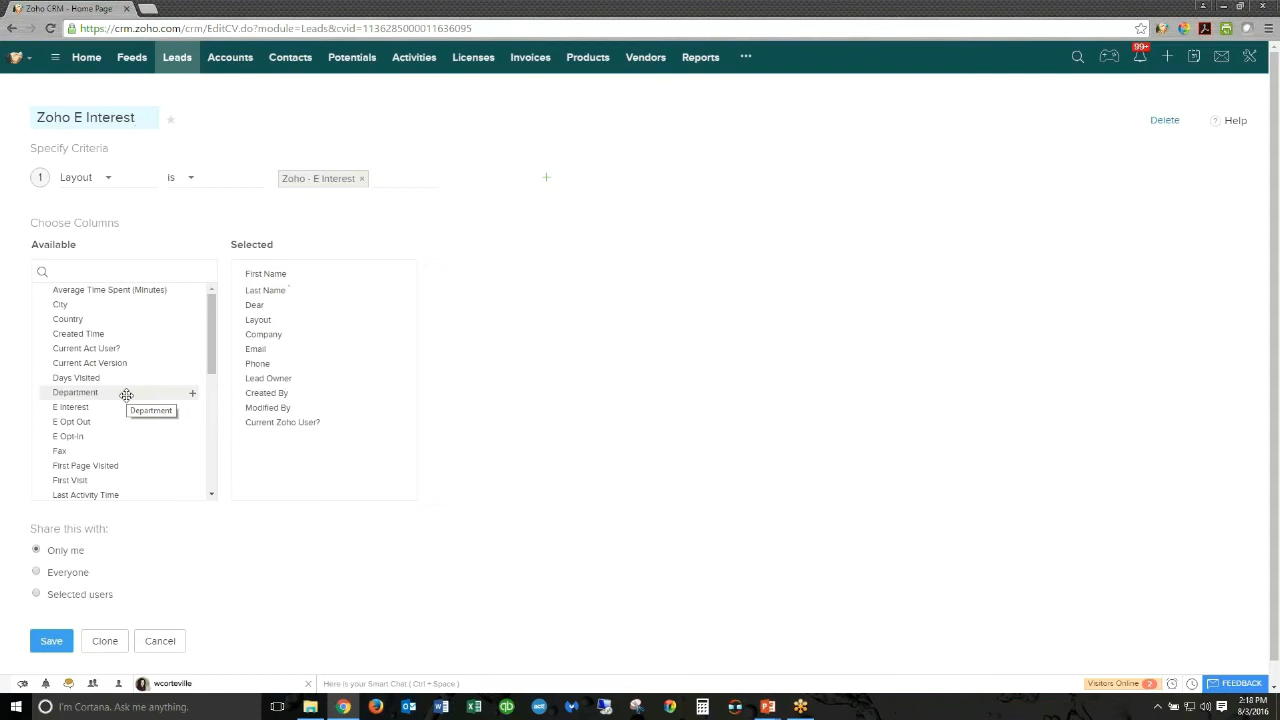 Zoho CRM - Home Page
https://crm.zoho.com/crm/EditCV.do?module=Leads&cvid=1136285000011636095
Home Feeds Leads Accounts Contacts Potentials Activities Licenses Invoices Products Vendors Reports ••• 99+
Zoho E Interest
Delete ? Help
Specify Criteria
1 Layout is Zoho - E Interest × +
Choose Columns
Available
Average Time Spent (Minutes)
City
Country
Created Time
Current Act User?
Current Act Version
Days Visited
Department +
Department
E Interest
E Opt Out
E Opt-In
Fax
First Page Visited
First Visit
Last Activity Time
Selected
First Name
Last Name *
Dear
Layout
Company
Email
Phone
Lead Owner
Created By
Modified By
Current Zoho User?
Share this with:
Only me
Everyone
Selected users
Save Clone Cancel
wcorteville × Here is your Smart Chat ( Ctrl + Space ) Visitors Online 2 FEEDBACK
I'm Cortana. Ask me anything.
act!
2:18 PM
8/3/2016